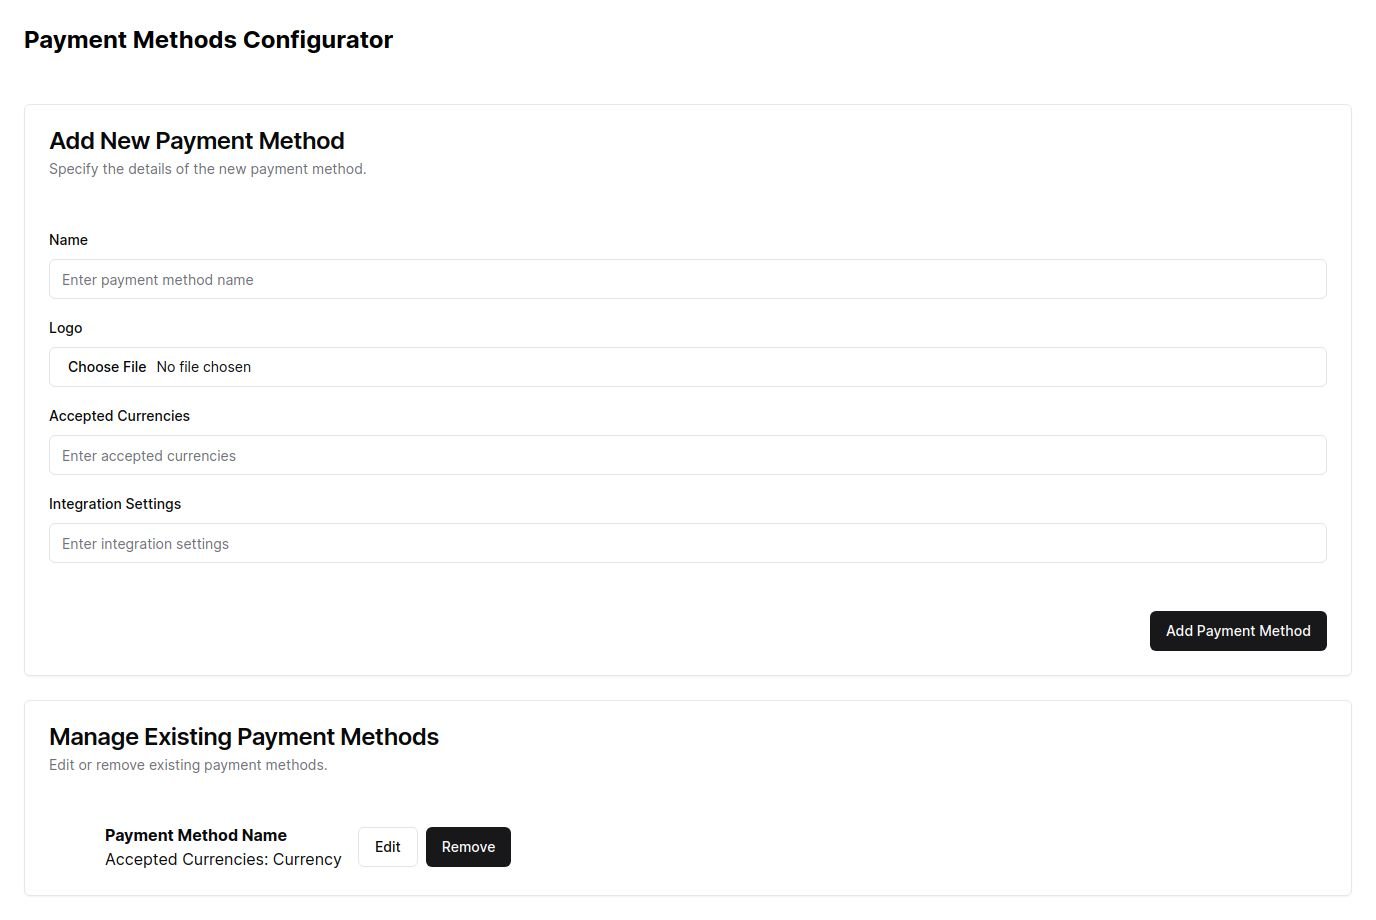 Payment Methods Configurator
Add New Payment Method
Specify the details of the new payment method.
Name
Enter payment method name
Logo
Choose File No file chosen
Accepted Currencies
Enter accepted currencies
Integration Settings
Enter integration settings
Add Payment Method
Manage Existing Payment Methods
Edit or remove existing payment methods.
Payment Method Name
Accepted Currencies: Currency
Edit
Remove